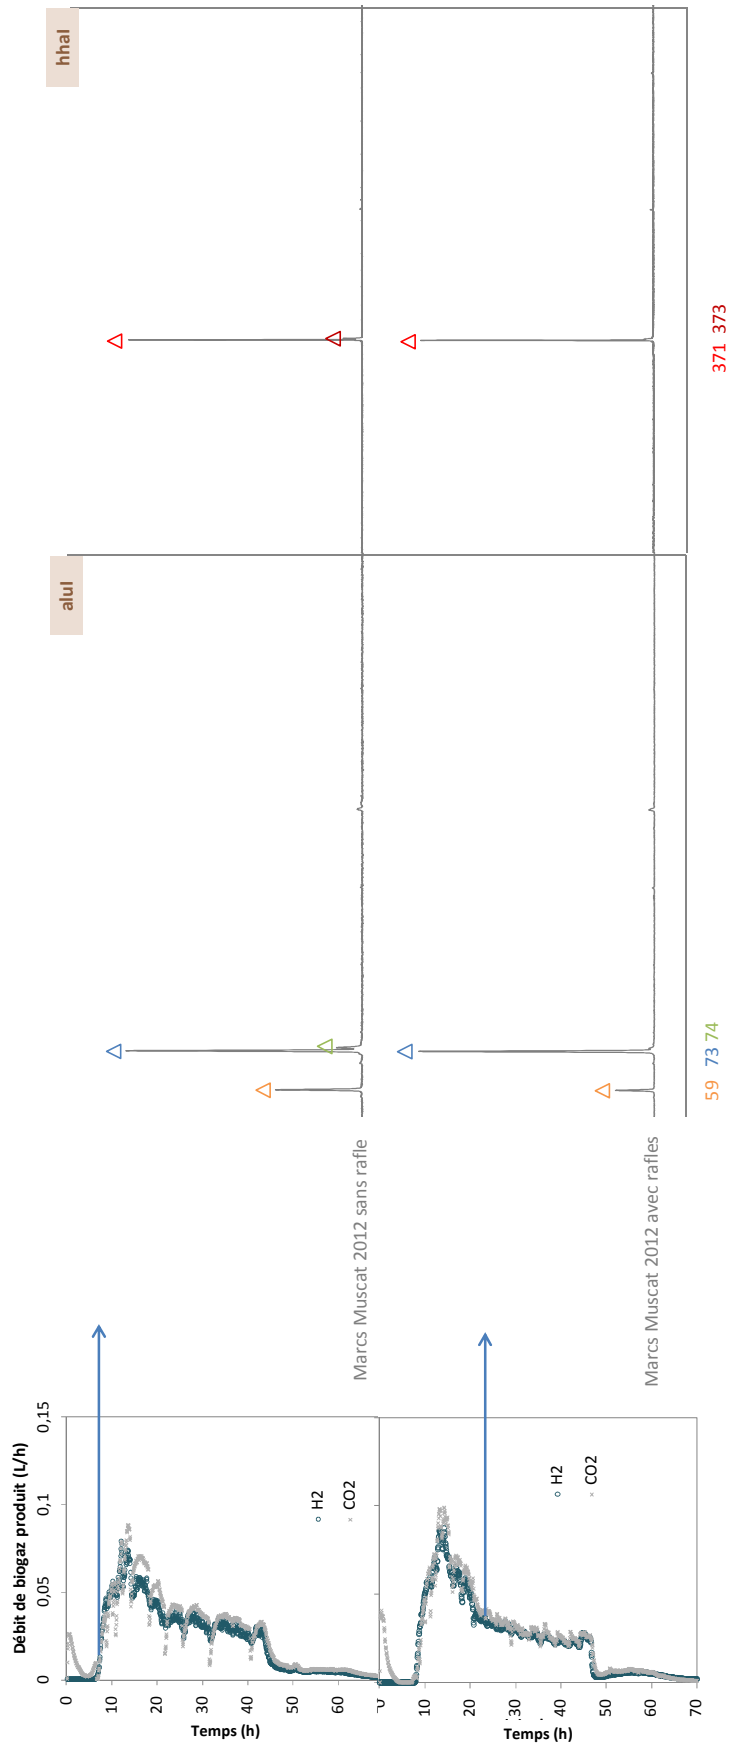 hhaI
371 373
aluI
59 73 74
Marcs Muscat 2012 sans rafle
Marcs Muscat 2012 avec rafles
Débit de biogaz produit (L/h)
0 0,05 0,1 0,15
0
10
20
30
40
50
60
Temps (h)
H2
CO2
10
20
30
40
50
60
70
Temps (h)
H2
CO2